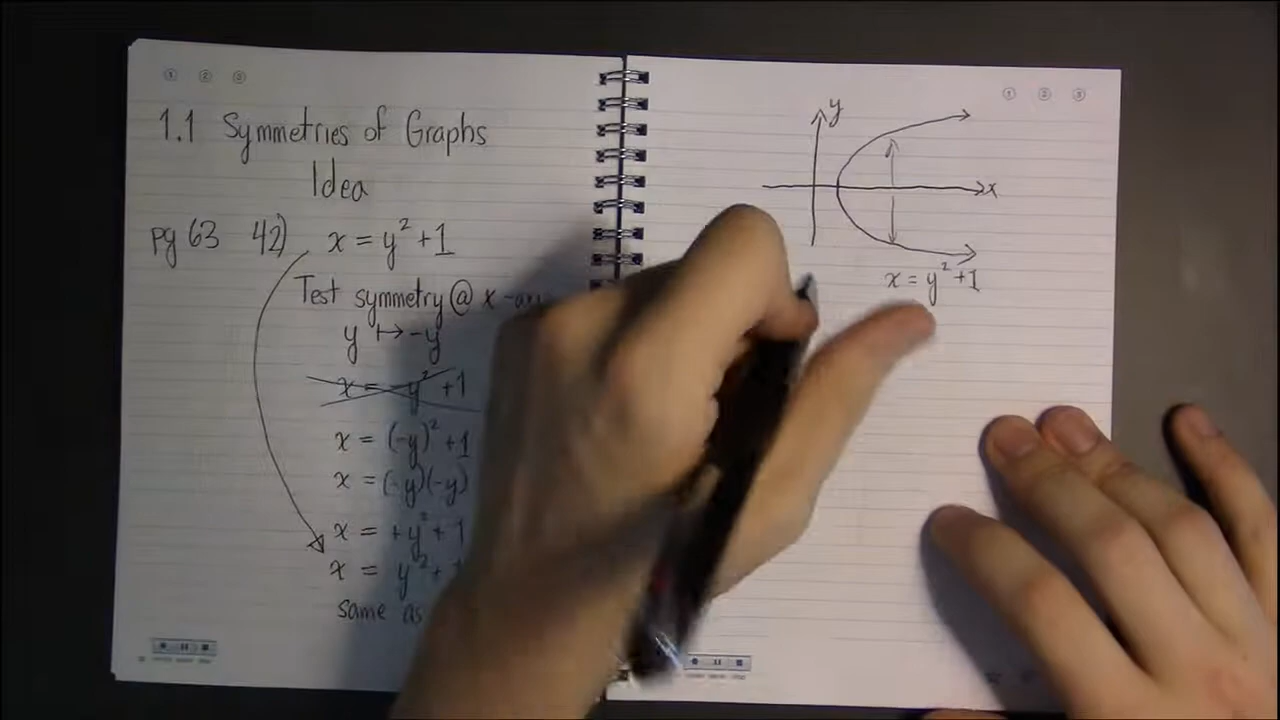 1.1 Symmetries of Graphs
Idea
pg 63 42) x = y² + 1
Test symmetry @ x
y ↦ -y
x = -y² + 1
x = (-y)² + 1
x = (-y)(-y)
x = +y² + 1
x = y² +
same as
y
x
x = y² + 1